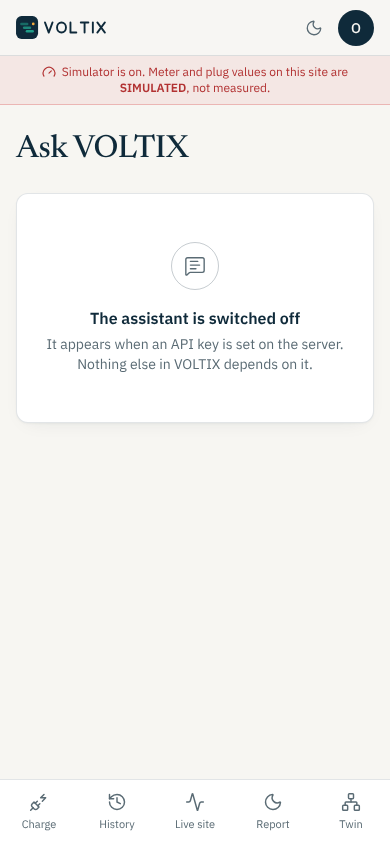 VOLTIX
O
Simulator is on. Meter and plug values on this site are
SIMULATED, not measured.
Ask VOLTIX
The assistant is switched off
It appears when an API key is set on the server.
Nothing else in VOLTIX depends on it.
Charge
History
Live site
Report
Twin